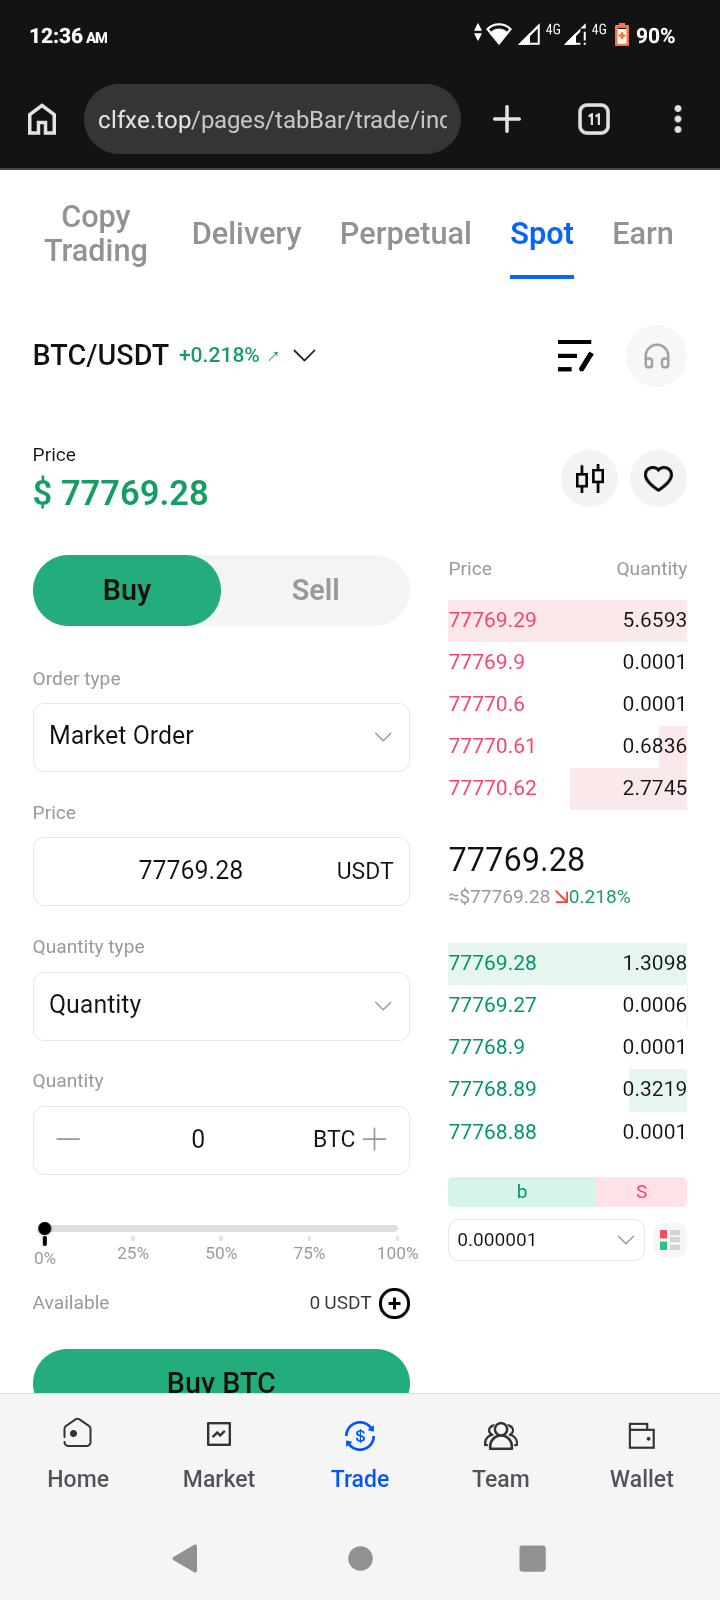 12:36 AM
4G 4G 90%
clfxe.top/pages/tabBar/trade/inc
11
Copy Trading Delivery Perpetual Spot Earn
BTC/USDT +0.218%
Price
$ 77769.28
Buy Sell
Order type
Market Order
Price
77769.28 USDT
Quantity type
Quantity
Quantity
0 BTC
0% 25% 50% 75% 100%
Available 0 USDT
Buy BTC
Price Quantity
77769.29 5.6593
77769.9 0.0001
77770.6 0.0001
77770.61 0.6836
77770.62 2.7745
77769.28
≈$77769.28 0.218%
77769.28 1.3098
77769.27 0.0006
77768.9 0.0001
77768.89 0.3219
77768.88 0.0001
b S
0.000001
Home Market Trade Team Wallet